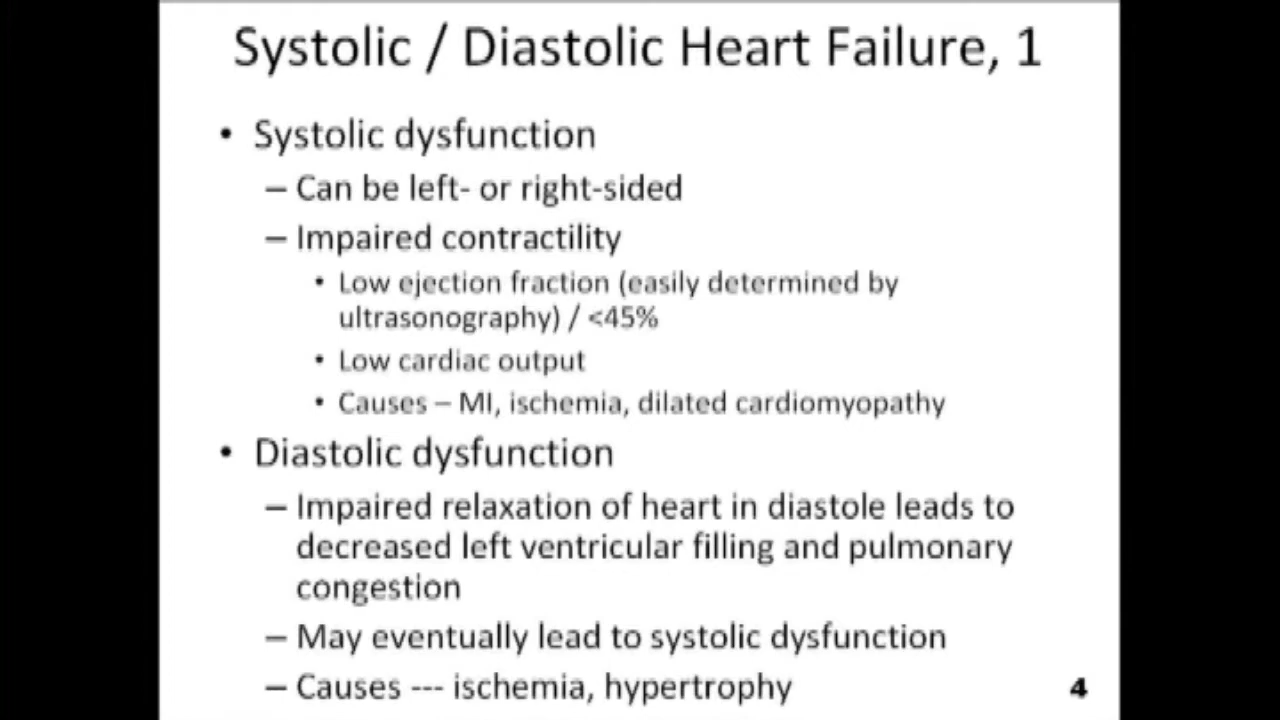 Systolic / Diastolic Heart Failure, 1
• Systolic dysfunction
– Can be left- or right-sided
– Impaired contractility
• Low ejection fraction (easily determined by
ultrasonography) / <45%
• Low cardiac output
• Causes – MI, ischemia, dilated cardiomyopathy
• Diastolic dysfunction
– Impaired relaxation of heart in diastole leads to
decreased left ventricular filling and pulmonary
congestion
– May eventually lead to systolic dysfunction
– Causes --- ischemia, hypertrophy
4